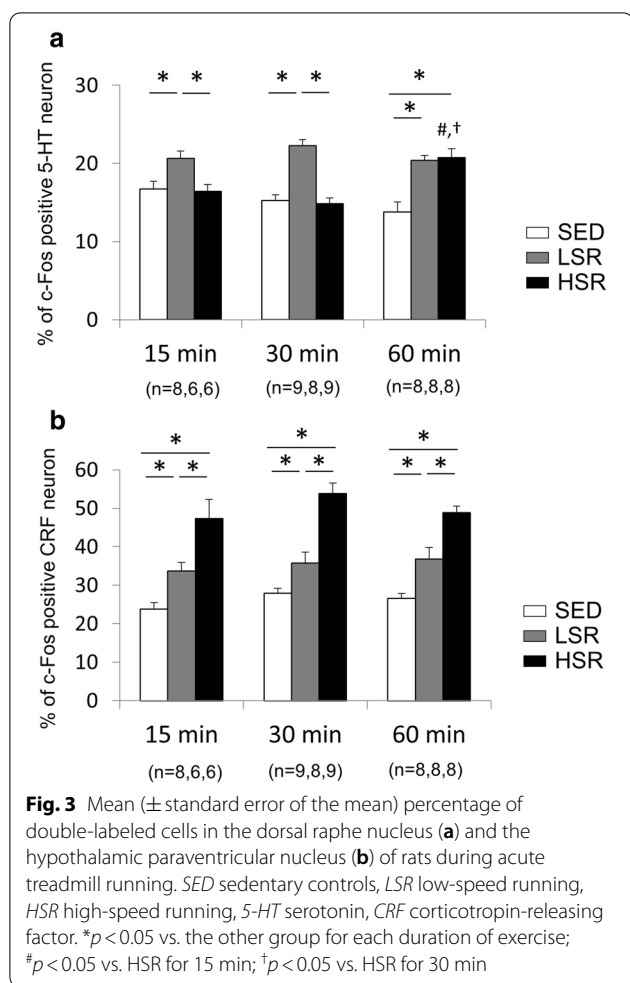 a
* * * * *
*
#,†
% of c-Fos positive 5-HT neuron
30
20
10
0
SED
LSR
HSR
15 min 30 min 60 min
(n=8,6,6) (n=9,8,9) (n=8,8,8)
b
* * *
* * * * * *
% of c-Fos positive CRF neuron
60
50
40
30
20
10
0
SED
LSR
HSR
15 min 30 min 60 min
(n=8,6,6) (n=9,8,9) (n=8,8,8)
Fig. 3 Mean (± standard error of the mean) percentage of
double-labeled cells in the dorsal raphe nucleus (a) and the
hypothalamic paraventricular nucleus (b) of rats during acute
treadmill running. SED sedentary controls, LSR low-speed running,
HSR high-speed running, 5-HT serotonin, CRF corticotropin-releasing
factor. *p < 0.05 vs. the other group for each duration of exercise;
#p < 0.05 vs. HSR for 15 min; †p < 0.05 vs. HSR for 30 min